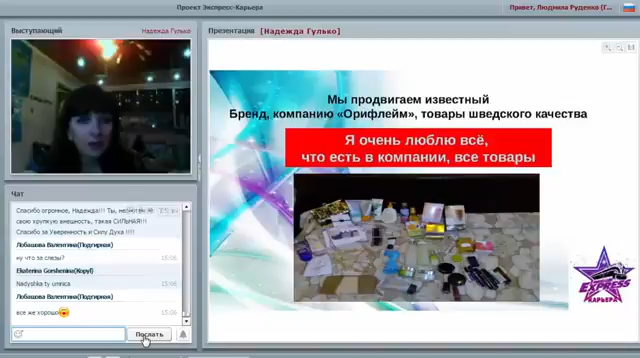 Проект Экспресс-Карьера
Привет, Людмила Руденка (Г...
Выступающий
Надежда Гулько
Презентация [Надежда Гулько]
Мы продвигаем известный
Бренд, компанию «Орифлейм», товары шведского качества
Я очень люблю всё,
что есть в компании, все товары
EXPRESS
КАРЬЕРА
Чат
Спасибо огромное, Надежда!!! Ты,
свою хрупкую внешность, такая СИЛЬНАЯ!!!
Спасибо за Уверенность и Силу Духа !!!!
Лобашова Валентина(Подгирная)
ну что за слезы? 15:06
Ekaterina Gorshenina(Kopyl)
Nadyshka ty uninica 15:06
Лобашова Валентина(Подгирная)
все же хорошо 15:06
Послать